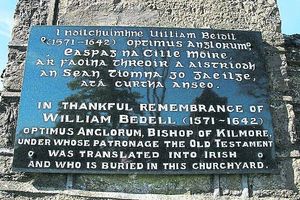 I ndílchuimhne William Bedell
(1571-1642) optimus Anglorum,
Easpag na Cille Móire,
ar faoina threoir a aistríodh
an Sean Tiomna go Gaeilge,
atá curtha anseo.
IN THANKFUL REMEMBRANCE OF
WILLIAM BEDELL (1571-1642)
OPTIMUS ANGLORUM, BISHOP OF KILMORE,
UNDER WHOSE PATRONAGE THE OLD TESTAMENT
WAS TRANSLATED INTO IRISH
AND WHO IS BURIED IN THIS CHURCHYARD.